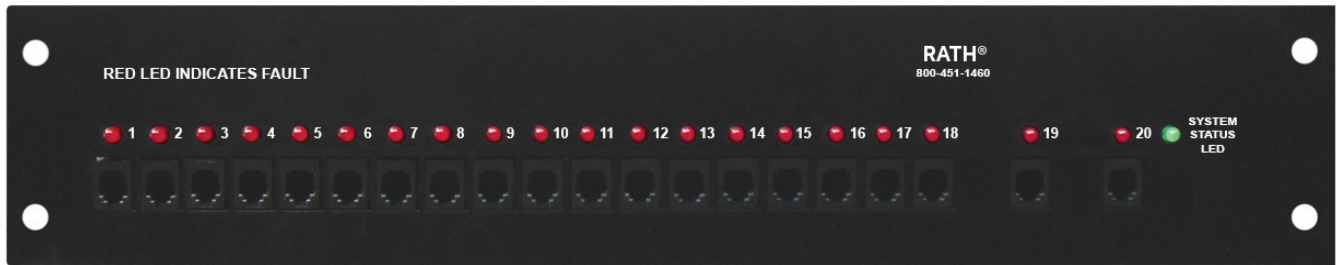 RATH®
800-451-1460
RED LED INDICATES FAULT
1 2 3 4 5 6 7 8 9 10 11 12 13 14 15 16 17 18 19 20
SYSTEM
STATUS
LED